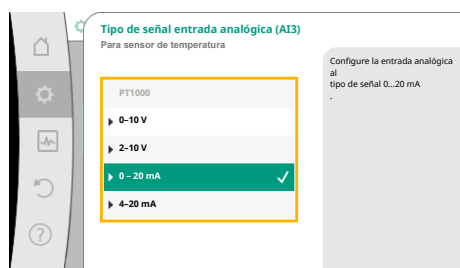 Tipo de señal entrada analógica (AI3)
Para sensor de temperatura
PT1000
0–10 V
2–10 V
0 – 20 mA
4–20 mA
Configure la entrada analógica
al
tipo de señal 0...20 mA
.
?